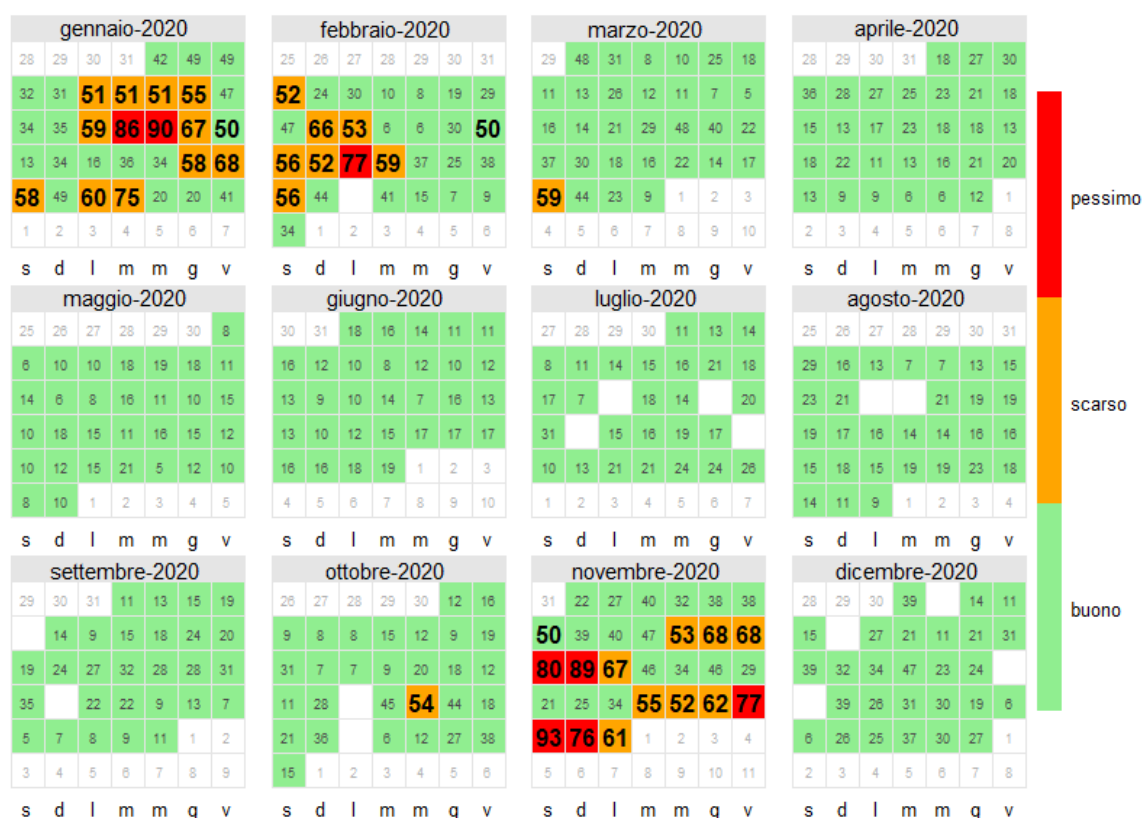 gennaio-2020
28 29 30 31 42 49 49
32 31 51 51 51 55 47
34 35 59 86 90 67 50
13 34 16 36 34 58 68
58 49 60 75 20 20 41
1 2 3 4 5 6 7
s d l m m g v
febbraio-2020
25 26 27 28 29 30 31
52 24 30 10 8 19 29
47 66 53 6 6 30 50
56 52 77 59 37 25 38
56 44 41 15 7 9
34 1 2 3 4 5 6
s d l m m g v
marzo-2020
29 48 31 8 10 25 18
11 13 26 12 11 7 5
16 14 21 29 48 40 22
37 30 18 16 22 14 17
59 44 23 9 1 2 3
4 5 6 7 8 9 10
s d l m m g v
aprile-2020
28 29 30 31 18 27 30
36 28 27 25 23 21 18
15 13 17 23 18 18 13
18 22 11 13 16 21 20
13 9 9 6 6 12 1
2 3 4 5 6 7 8
s d l m m g v
maggio-2020
25 26 27 28 29 30 8
6 10 10 18 19 18 11
14 6 8 16 11 10 15
10 18 15 11 16 15 12
10 12 15 21 5 12 10
8 10 1 2 3 4 5
s d l m m g v
giugno-2020
30 31 18 16 14 11 11
16 12 10 8 12 10 12
13 9 10 14 7 16 13
13 10 12 15 17 17 17
16 16 18 19 1 2 3
4 5 6 7 8 9 10
s d l m m g v
luglio-2020
27 28 29 30 11 13 14
8 11 14 15 16 21 18
17 7 18 14 20
31 15 16 19 17
10 13 21 21 24 24 26
1 2 3 4 5 6 7
s d l m m g v
agosto-2020
25 26 27 28 29 30 31
29 16 13 7 7 13 15
23 21 21 19 19
19 17 16 14 14 16 16
15 18 15 19 19 23 18
14 11 9 1 2 3 4
s d l m m g v
settembre-2020
29 30 31 11 13 15 19
14 9 15 18 24 20
19 24 27 32 28 28 31
35 22 22 9 13 7
5 7 8 9 11 1 2
3 4 5 6 7 8 9
s d l m m g v
ottobre-2020
26 27 28 29 30 12 16
9 8 8 15 12 9 19
31 7 7 9 20 18 12
11 28 45 54 44 18
21 36 6 12 27 38
15 1 2 3 4 5 6
s d l m m g v
novembre-2020
31 22 27 40 32 38 38
50 39 40 47 53 68 68
80 89 67 46 34 46 29
21 25 34 55 52 62 77
93 76 61 1 2 3 4
5 6 7 8 9 10 11
s d l m m g v
dicembre-2020
28 29 30 39 14 11
15 27 21 11 21 31
39 32 34 47 23 24
39 26 31 30 19 6
6 26 25 37 30 27 1
2 3 4 5 6 7 8
s d l m m g v
pessimo
scarso
buono